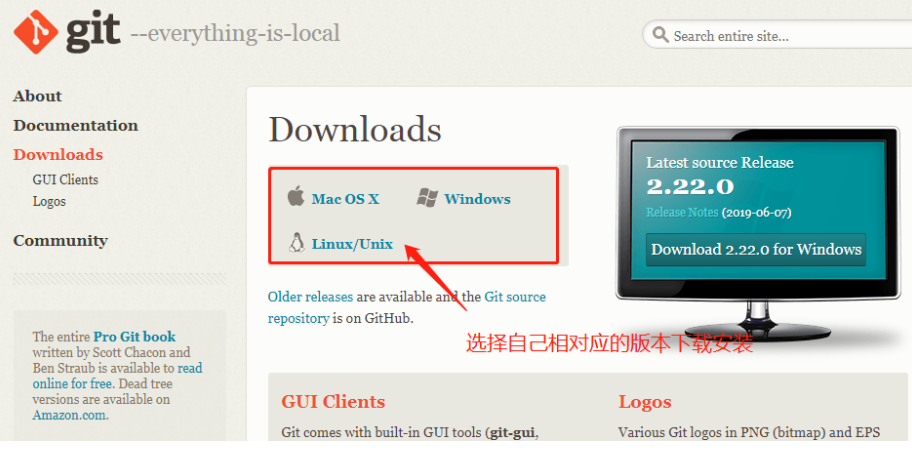 git --everything-is-local
Search entire site...
About
Documentation
Downloads
GUI Clients
Logos
Community
The entire Pro Git book
written by Scott Chacon and
Ben Straub is available to read
online for free. Dead tree
versions are available on
Amazon.com.
Downloads
Mac OS X
Windows
Linux/Unix
Older releases are available and the Git source
repository is on GitHub.
选择自己相对应的版本下载安装
Latest source Release
2.22.0
Release Notes (2019-06-07)
Download 2.22.0 for Windows
GUI Clients
Git comes with built-in GUI tools (git-gui,
Logos
Various Git logos in PNG (bitmap) and EPS